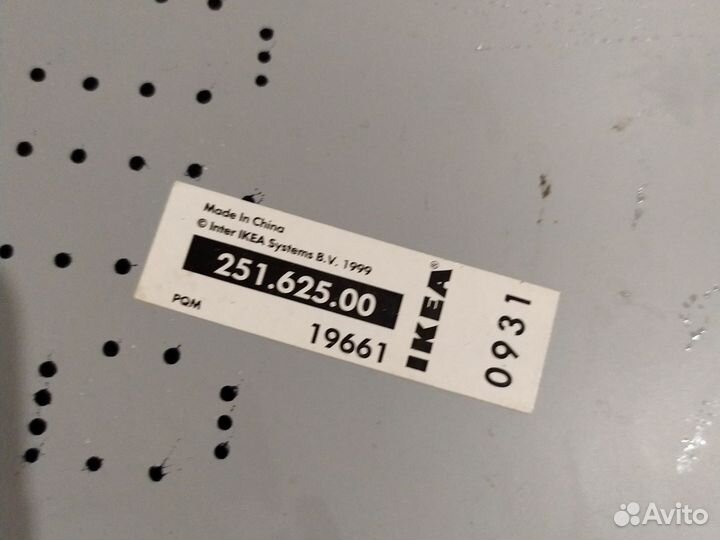 Made In China
© Inter IKEA Systems B.V. 1999
251.625.00
PQM
19661
IKEA®
0931
Avito